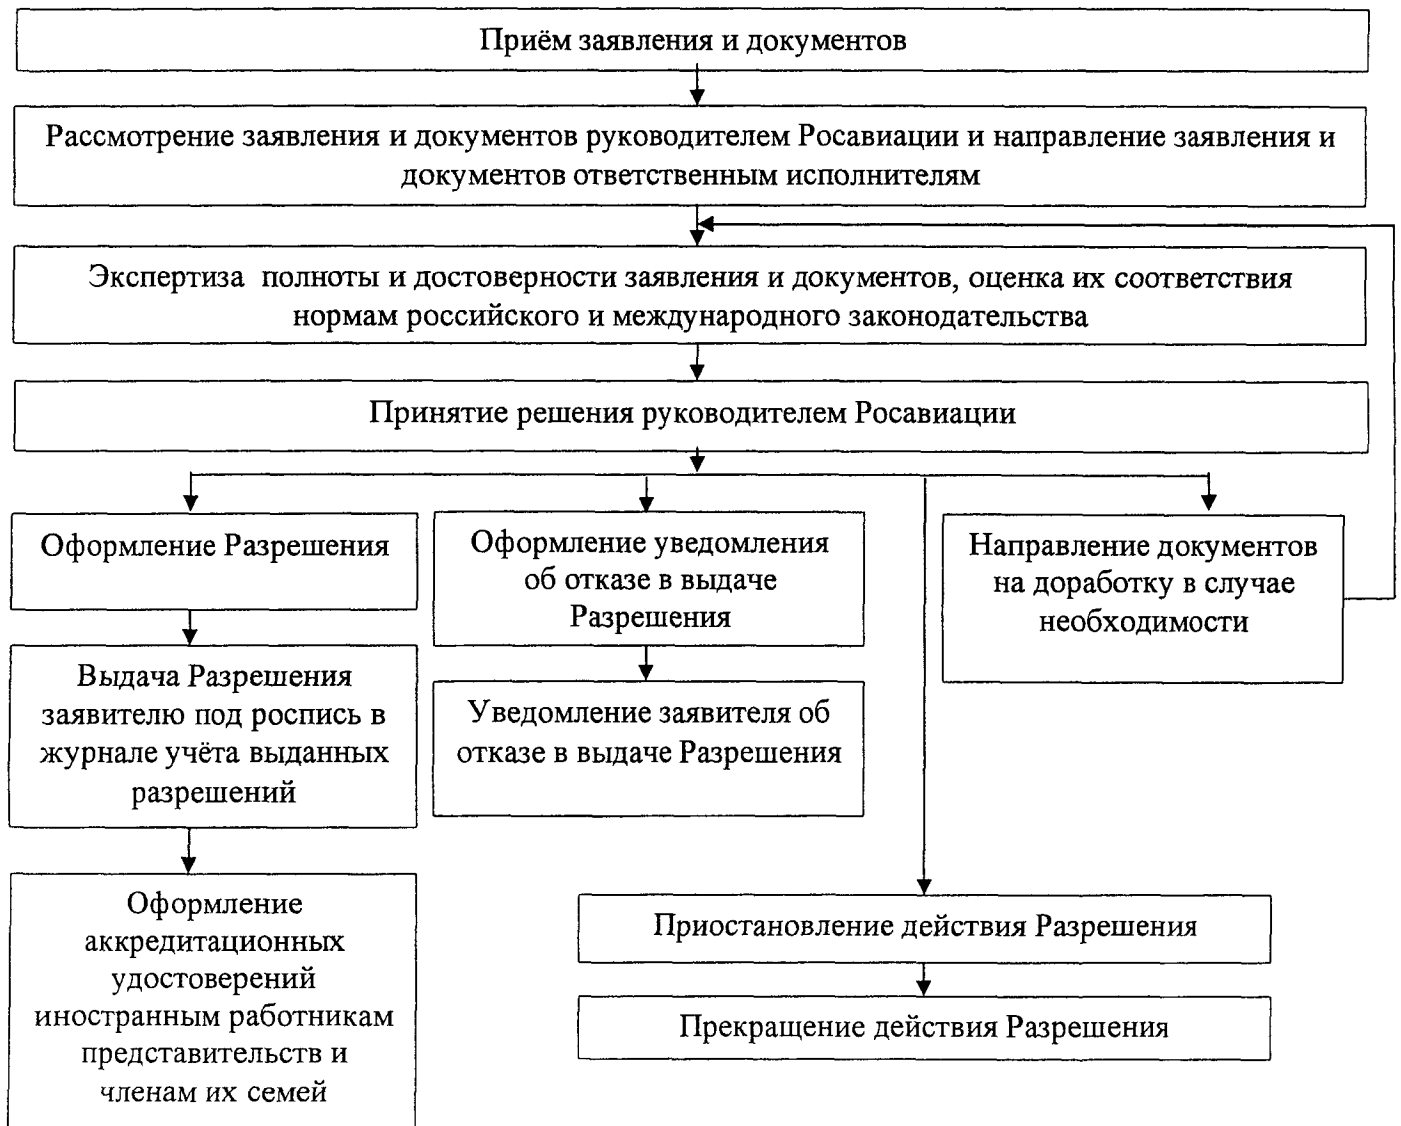 Приём заявления и документов
Рассмотрение заявления и документов руководителем Росавиации и направление заявления и
документов ответственным исполнителям
Экспертиза полноты и достоверности заявления и документов, оценка их соответствия
нормам российского и международного законодательства
Принятие решения руководителем Росавиации
Оформление Разрешения
Выдача Разрешения
заявителю под роспись в
журнале учёта выданных
разрешений
Оформление
аккредитационных
удостоверений
иностранным работникам
представительств и
членам их семей
Оформление уведомления
об отказе в выдаче
Разрешения
Уведомление заявителя об
отказе в выдаче Разрешения
Направление документов
на доработку в случае
необходимости
Приостановление действия Разрешения
Прекращение действия Разрешения